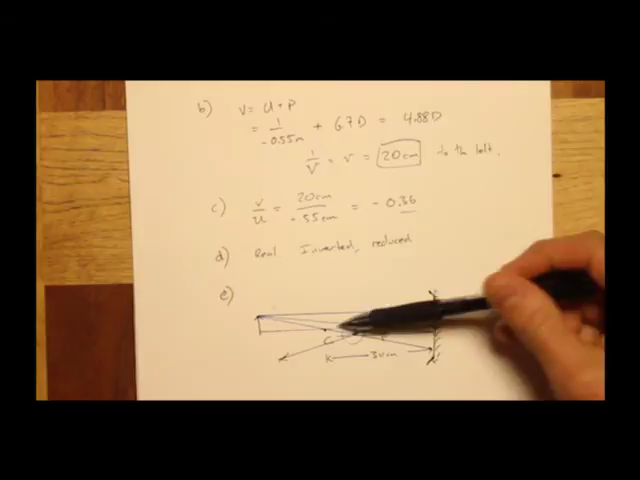 b) V = U + P
= 1/-0.55m + 6.7D = 4.88D
1/V = v = 20cm to the left.
c) v/u = 20cm/-55cm = -0.36
d) Real Inverted, reduced
e)
C
30cm